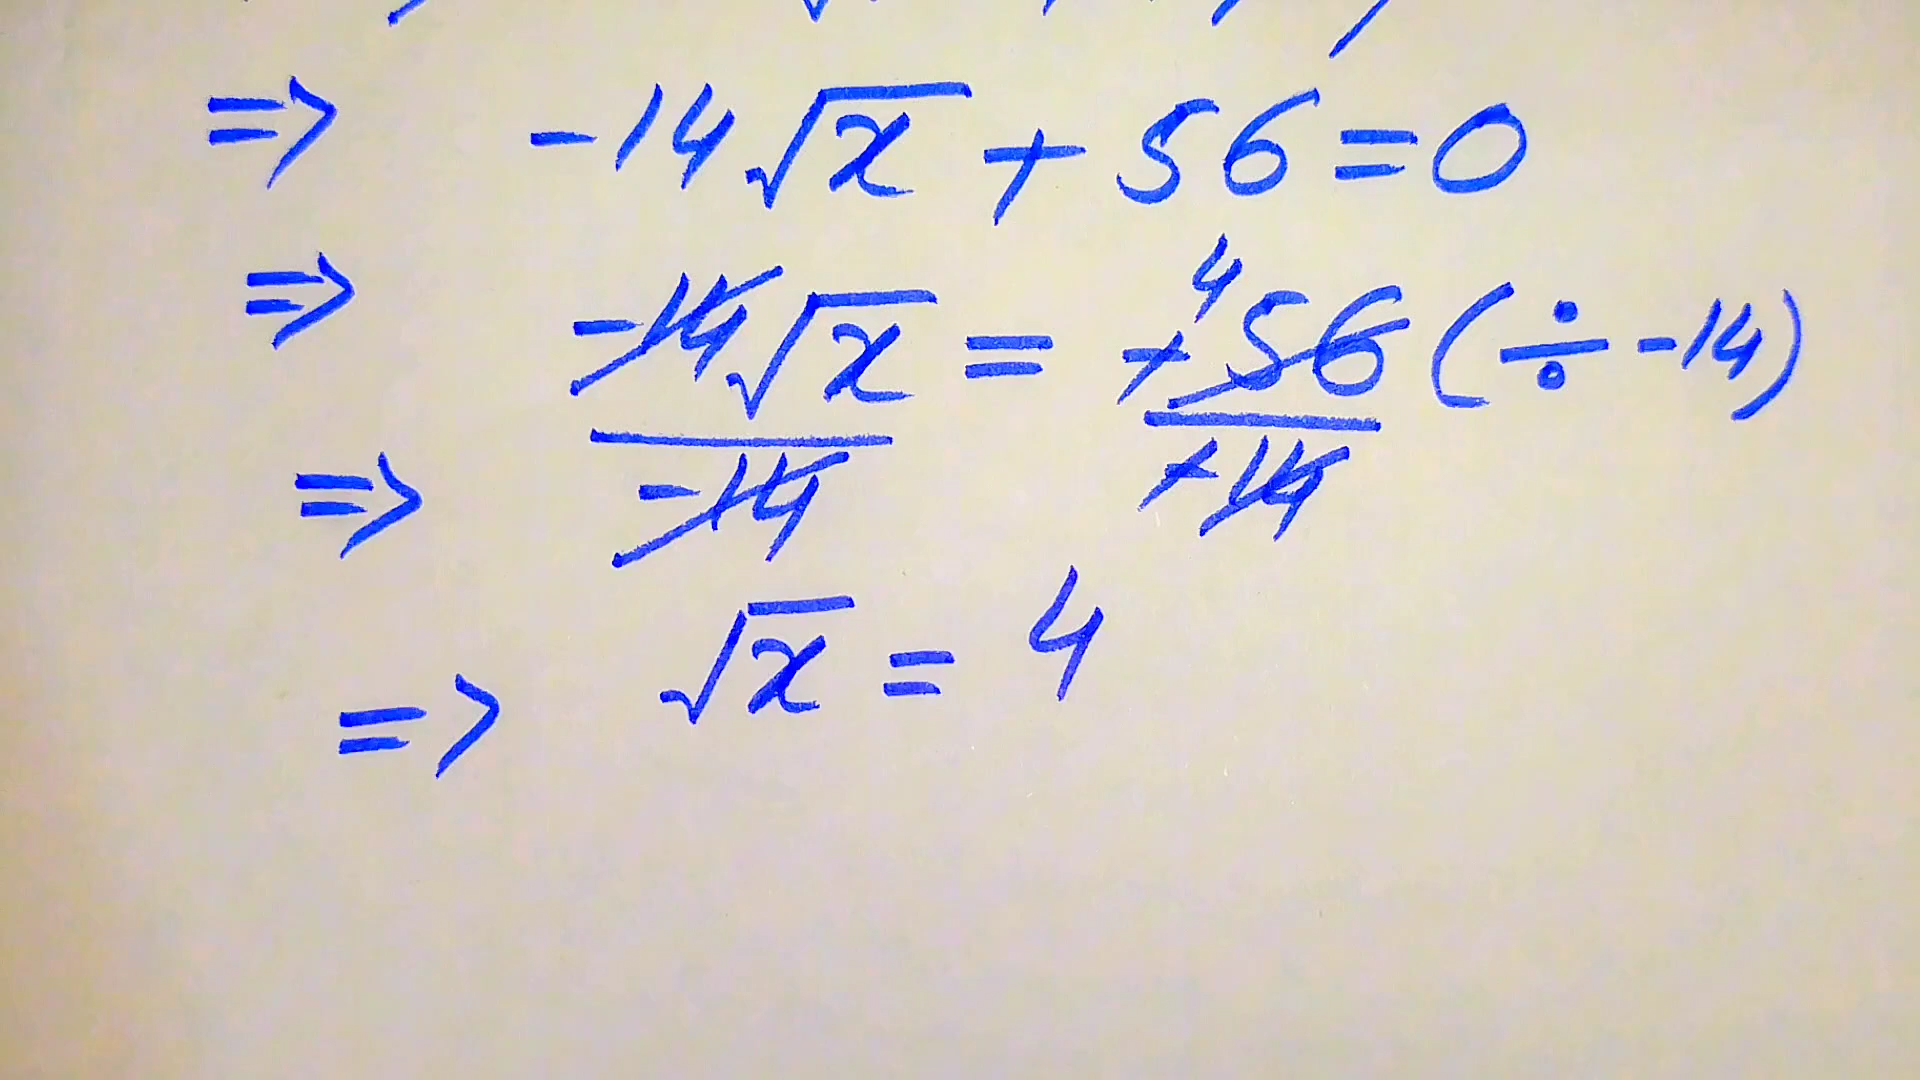 => -14√x + 56 = 0
=> -14√x / -14 = 4 -56 / -14 (÷ -14)
=>
√x = 4
=>